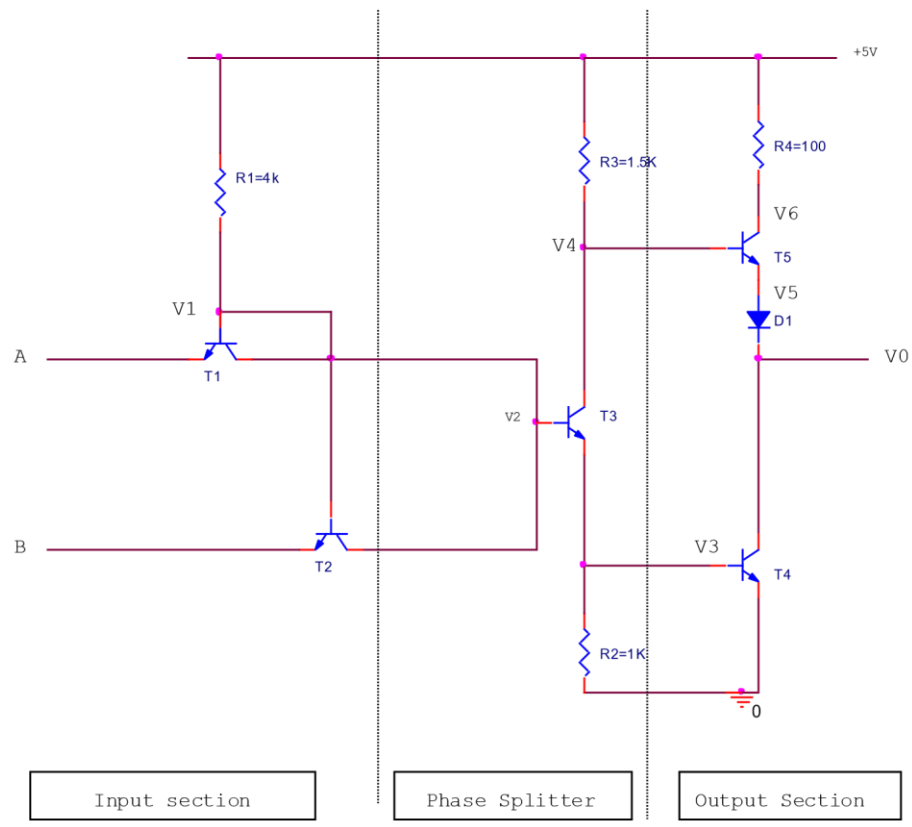 +5V
R4=100
R3=1.5K
R1=4k
V6
V4
T5
V5
V1
D1
A
V0
T1
V2
T3
B
V3
T2
T4
R2=1K
0
Input section
Phase Splitter
Output Section